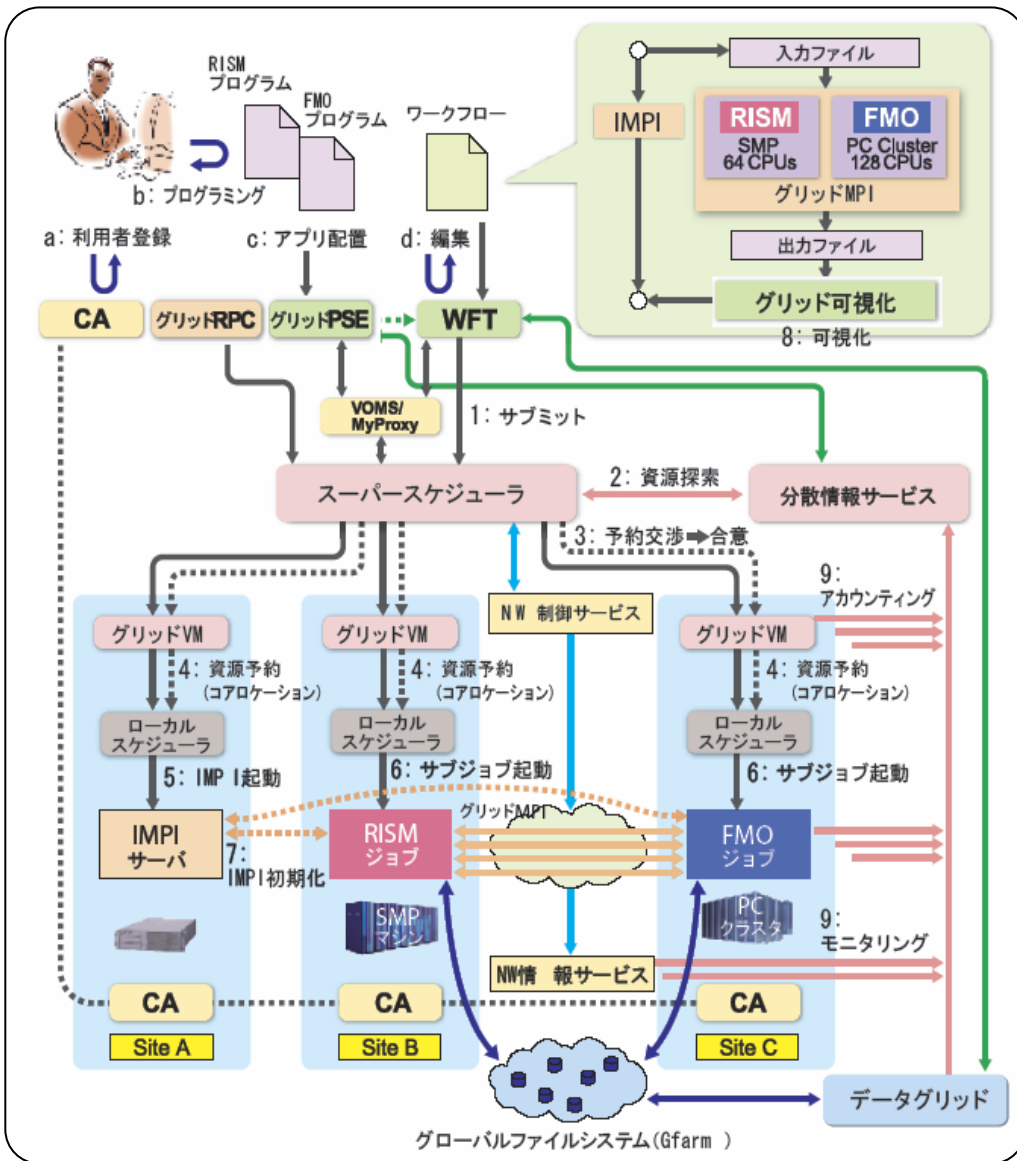 RISM
プログラム
FMO
プログラム
ワークフロー
b: プログラミング
a: 利用者登録
c: アプリ配置
d: 編集
入力ファイル
IMPI
RISM
SMP
64 CPUs
FMO
PC Cluster
128 CPUs
グリッドMPI
出力ファイル
グリッド可視化
8: 可視化
CA
グリッドRPC
グリッドPSE
WFT
VOMS/
MyProxy
1: サブミット
スーパースケジューラ
2: 資源探索
分散情報サービス
3: 予約交渉➡合意
9:
アカウンティング
グリッドVM
グリッドVM
NW 制御サービス
グリッドVM
4: 資源予約
(コアロケーション)
4: 資源予約
(コアロケーション)
4: 資源予約
(コアロケーション)
ローカル
スケジューラ
ローカル
スケジューラ
ローカル
スケジューラ
5: IMP I起動
6: サブジョブ起動
6: サブジョブ起動
IMPI
サーバ
7:
IMPI初期化
RISM
ジョブ
グリッドMPI
FMO
ジョブ
SMP
マシン
PC
クラスタ
9:
モニタリング
NW情 報サービス
CA
CA
CA
Site A
Site B
Site C
データグリッド
グローバルファイルシステム(Gfarm )